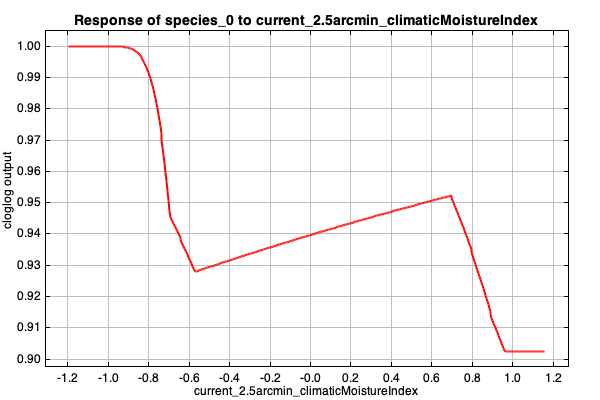 Response of species_0 to current_2.5arcmin_climaticMoistureIndex
cloglog output
1.00
0.99
0.98
0.97
0.96
0.95
0.94
0.93
0.92
0.91
0.90
-1.2 -1.0 -0.8 -0.6 -0.4 -0.2 -0.0 0.2 0.4 0.6 0.8 1.0 1.2
current_2.5arcmin_climaticMoistureIndex